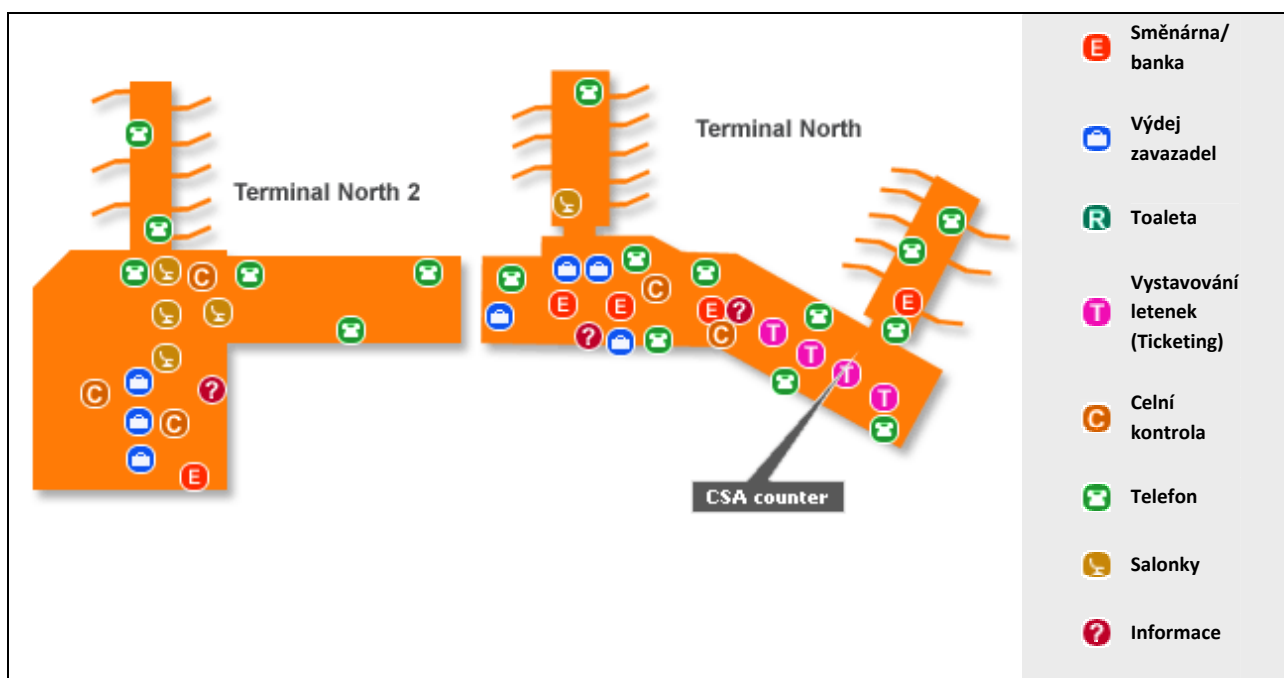 Terminal North 2
Terminal North
CSA counter
E
Směnárna/
banka
Výdej
zavazadel
R
Toaleta
T
Vystavování
letenek
(Ticketing)
C
Celní
kontrola
Telefon
Salonky
?
Informace
C
C
?
C
E
E
E
C
E
?
?
C
T
T
T
T
E